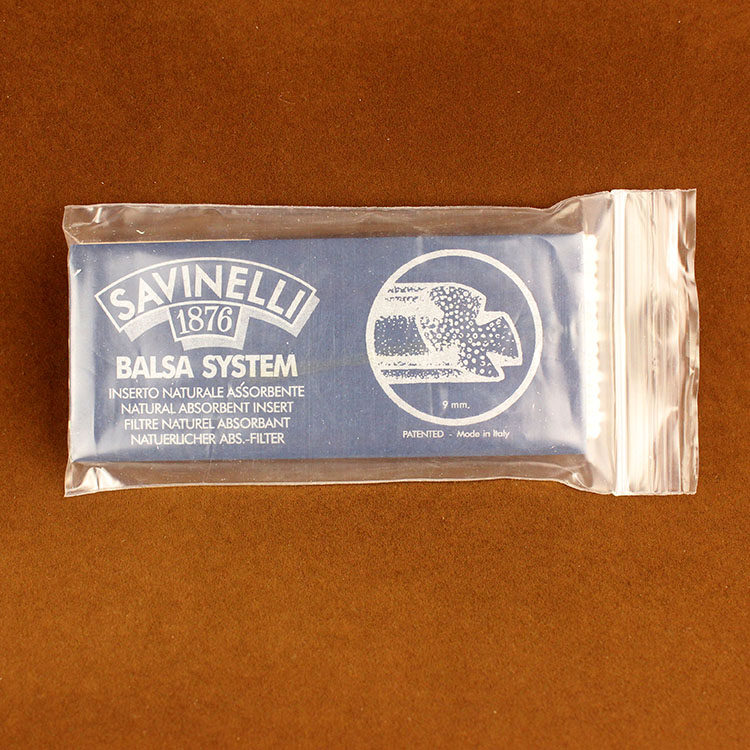 SAVINELLI
1876
BALSA SYSTEM
INSERTO NATURALE ASSORBENTE
NATURAL ABSORBENT INSERT
FILTRE NATUREL ABSORBANT
NATUERLICHER ABS.-FILTER
9 mm.
PATENTED - Made in Italy